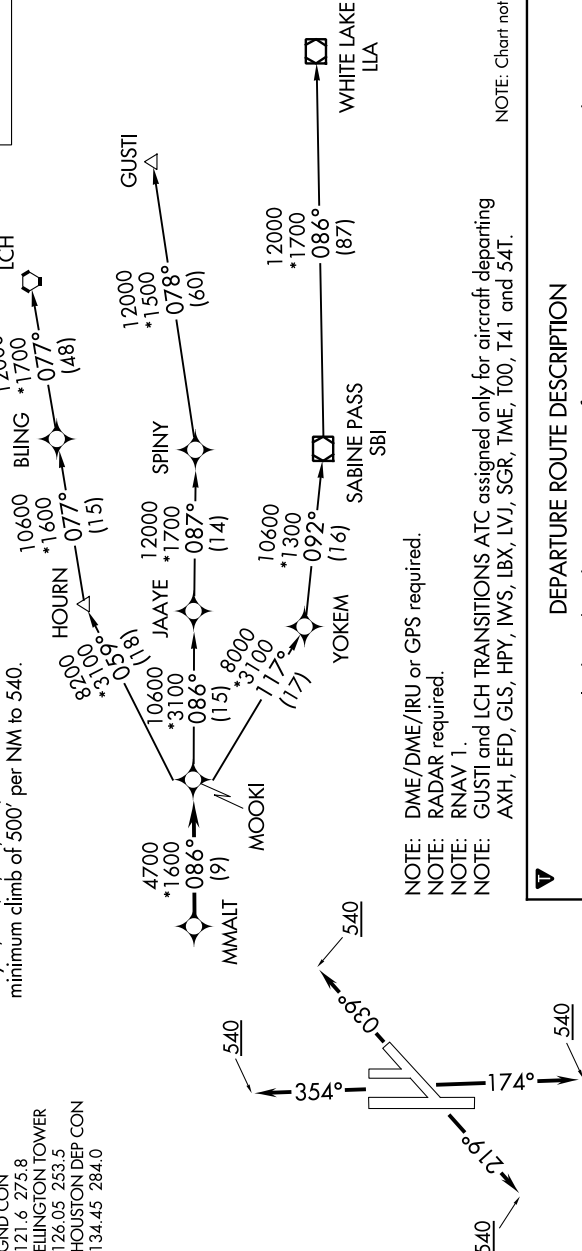 LCH
12000
*1700
077°
(48)
BLING
10600
*1600
077°
(15)
HOURN
8200
*3100
059°
(18)
GUSTI
12000
*1500
078°
(60)
SPINY
12000
*1700
087°
(14)
JAAYE
10600
*3100
086°
(15)
WHITE LAKE
LLA
12000
*1700
086°
(87)
SABINE PASS
SBI
10600
*1300
092°
(16)
YOKEM
8000
*3100
117°
(17)
MOOKI
4700
*1600
086°
(9)
MMALT
minimum climb of 500' per NM to 540.
GND CON
121.6 275.8
ELLINGTON TOWER
126.05 253.5
HOUSTON DEP CON
134.45 284.0
540
354°
540
039°
540
174°
540
219°
NOTE: DME/DME/IRU or GPS required.
NOTE: RADAR required.
NOTE: RNAV 1.
NOTE: GUSTI and LCH TRANSITIONS ATC assigned only for aircraft departing
AXH, EFD, GLS, HPY, IWS, LBX, LVJ, SGR, TME, T00, T41 and 54T.
NOTE: Chart not
T
DEPARTURE ROUTE DESCRIPTION